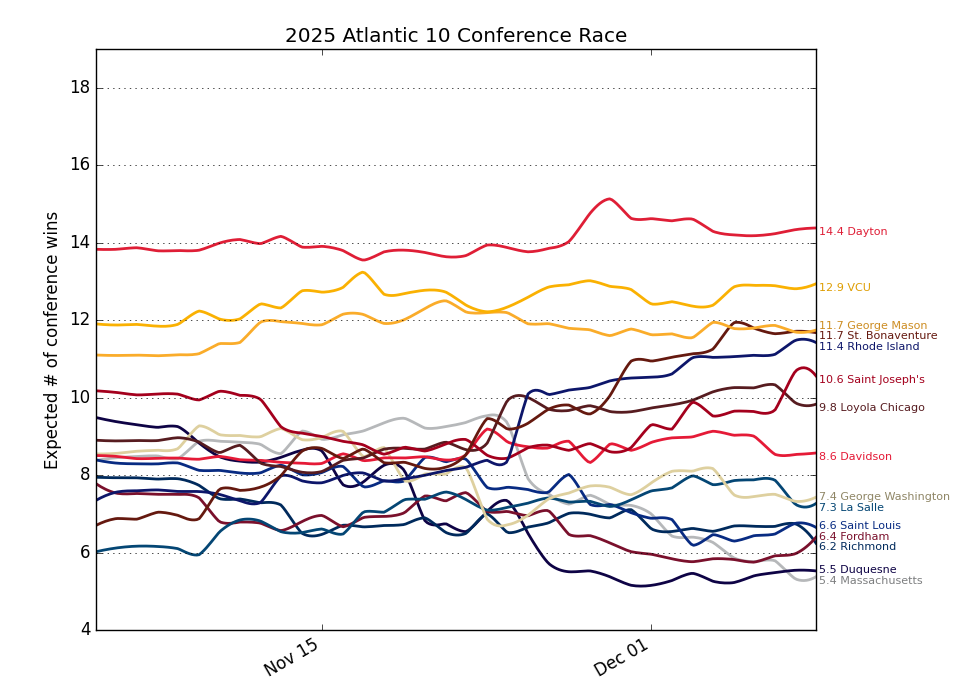 2025 Atlantic 10 Conference Race
Expected # of conference wins
18
16
14
12
10
8
6
4
Nov 15
Dec 01
14.4 Dayton
12.9 VCU
11.7 George Mason
11.7 St. Bonaventure
11.4 Rhode Island
10.6 Saint Joseph's
9.8 Loyola Chicago
8.6 Davidson
7.4 George Washington
7.3 La Salle
6.6 Saint Louis
6.4 Fordham
6.2 Richmond
5.5 Duquesne
5.4 Massachusetts